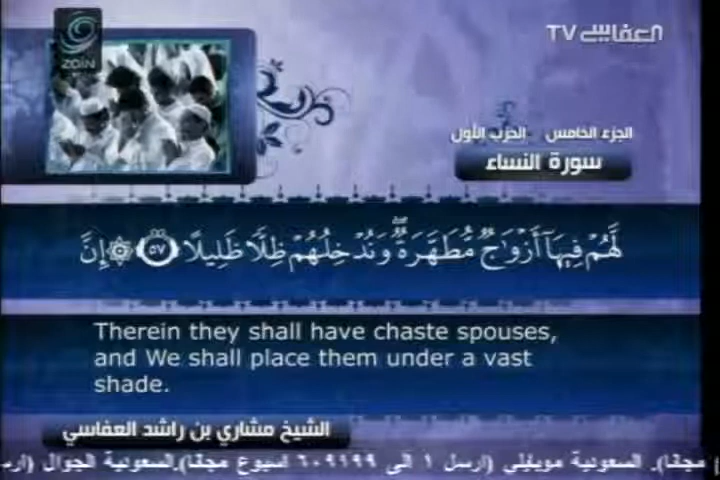 ZAIN
العفاسي TV
الجزء الخامس الحزب الأول
سورة النساء
لَّهُمْ فِيهَآ أَزْوَٰجٌ مُّطَهَّرَةٌ ۖ وَنُدْخِلُهُمْ ظِلًّا ظَلِيلًا ٥٧ ۞ إِنَّ
Therein they shall have chaste spouses,
and We shall place them under a vast
shade.
الشيخ مشاري بن راشد العفاسي
مجانا). السعودية موبايلي (ارسل ١ الى ٦٠٩١٩٩ اسبوع مجانا).السعودية الجوال (ارس